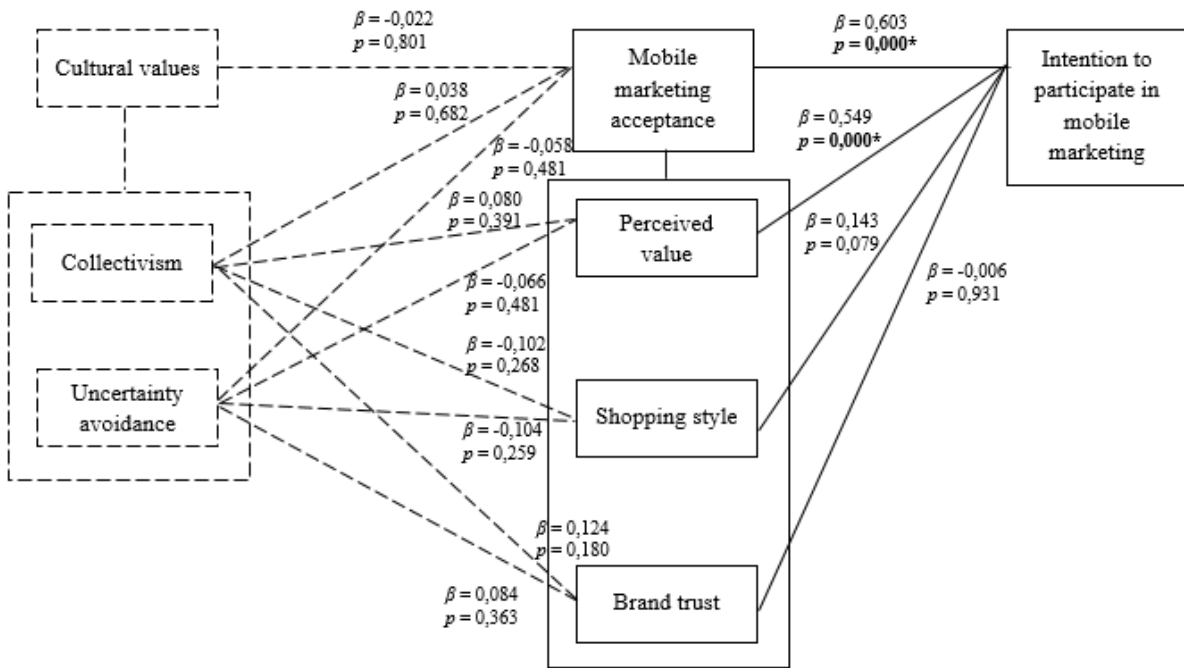 β = -0,022
p = 0,801
β = 0,603
p = 0,000*
Cultural values
Mobile
marketing
acceptance
Intention to
participate in
mobile
marketing
β = 0,038
p = 0,682
β = 0,549
p = 0,000*
β = -0,058
p = 0,481
β = 0,080
p = 0,391
Collectivism
Perceived
value
β = 0,143
p = 0,079
β = -0,006
p = 0,931
β = -0,066
p = 0,481
β = -0,102
p = 0,268
Uncertainty
avoidance
Shopping style
β = -0,104
p = 0,259
β = 0,124
p = 0,180
β = 0,084
p = 0,363
Brand trust